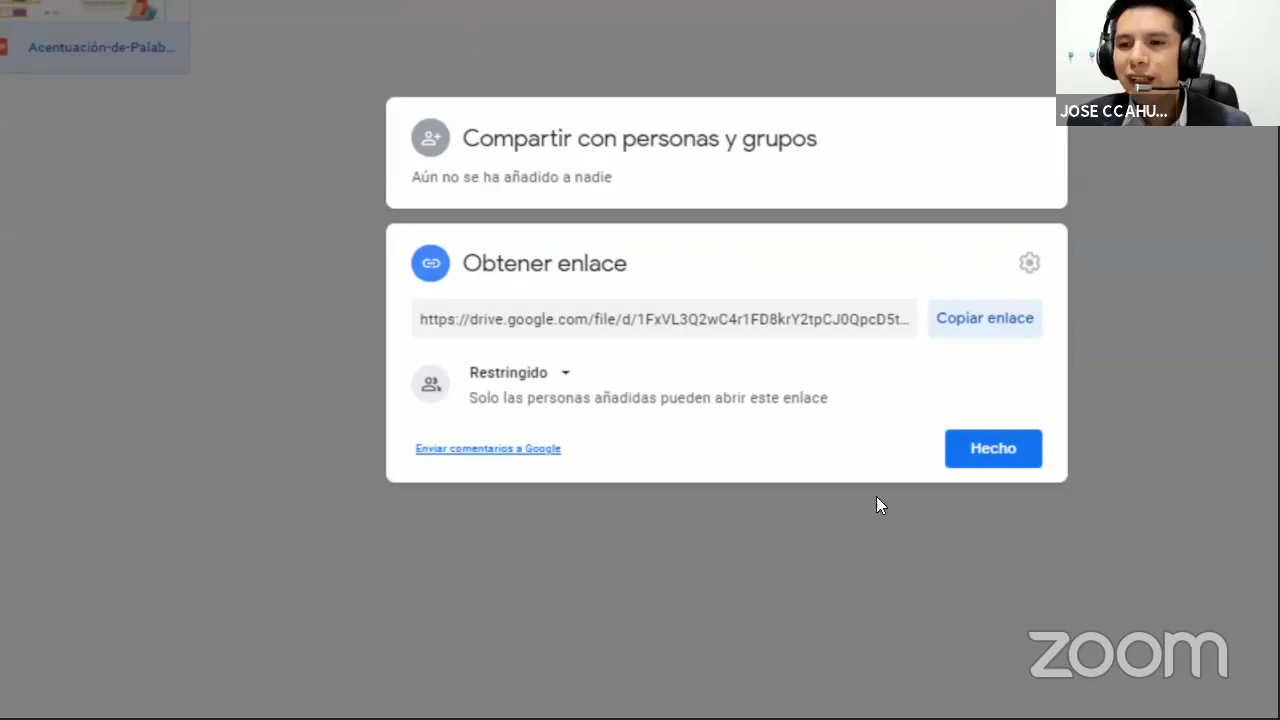 Acentuación-de-Palab...
JOSE CCAHU...
Compartir con personas y grupos
Aún no se ha añadido a nadie
Obtener enlace
https://drive.google.com/file/d/1FxVL3Q2wC4r1FD8krY2tpCJ0QpcD5t...
Copiar enlace
Restringido
Solo las personas añadidas pueden abrir este enlace
Enviar comentarios a Google
Hecho
zoom